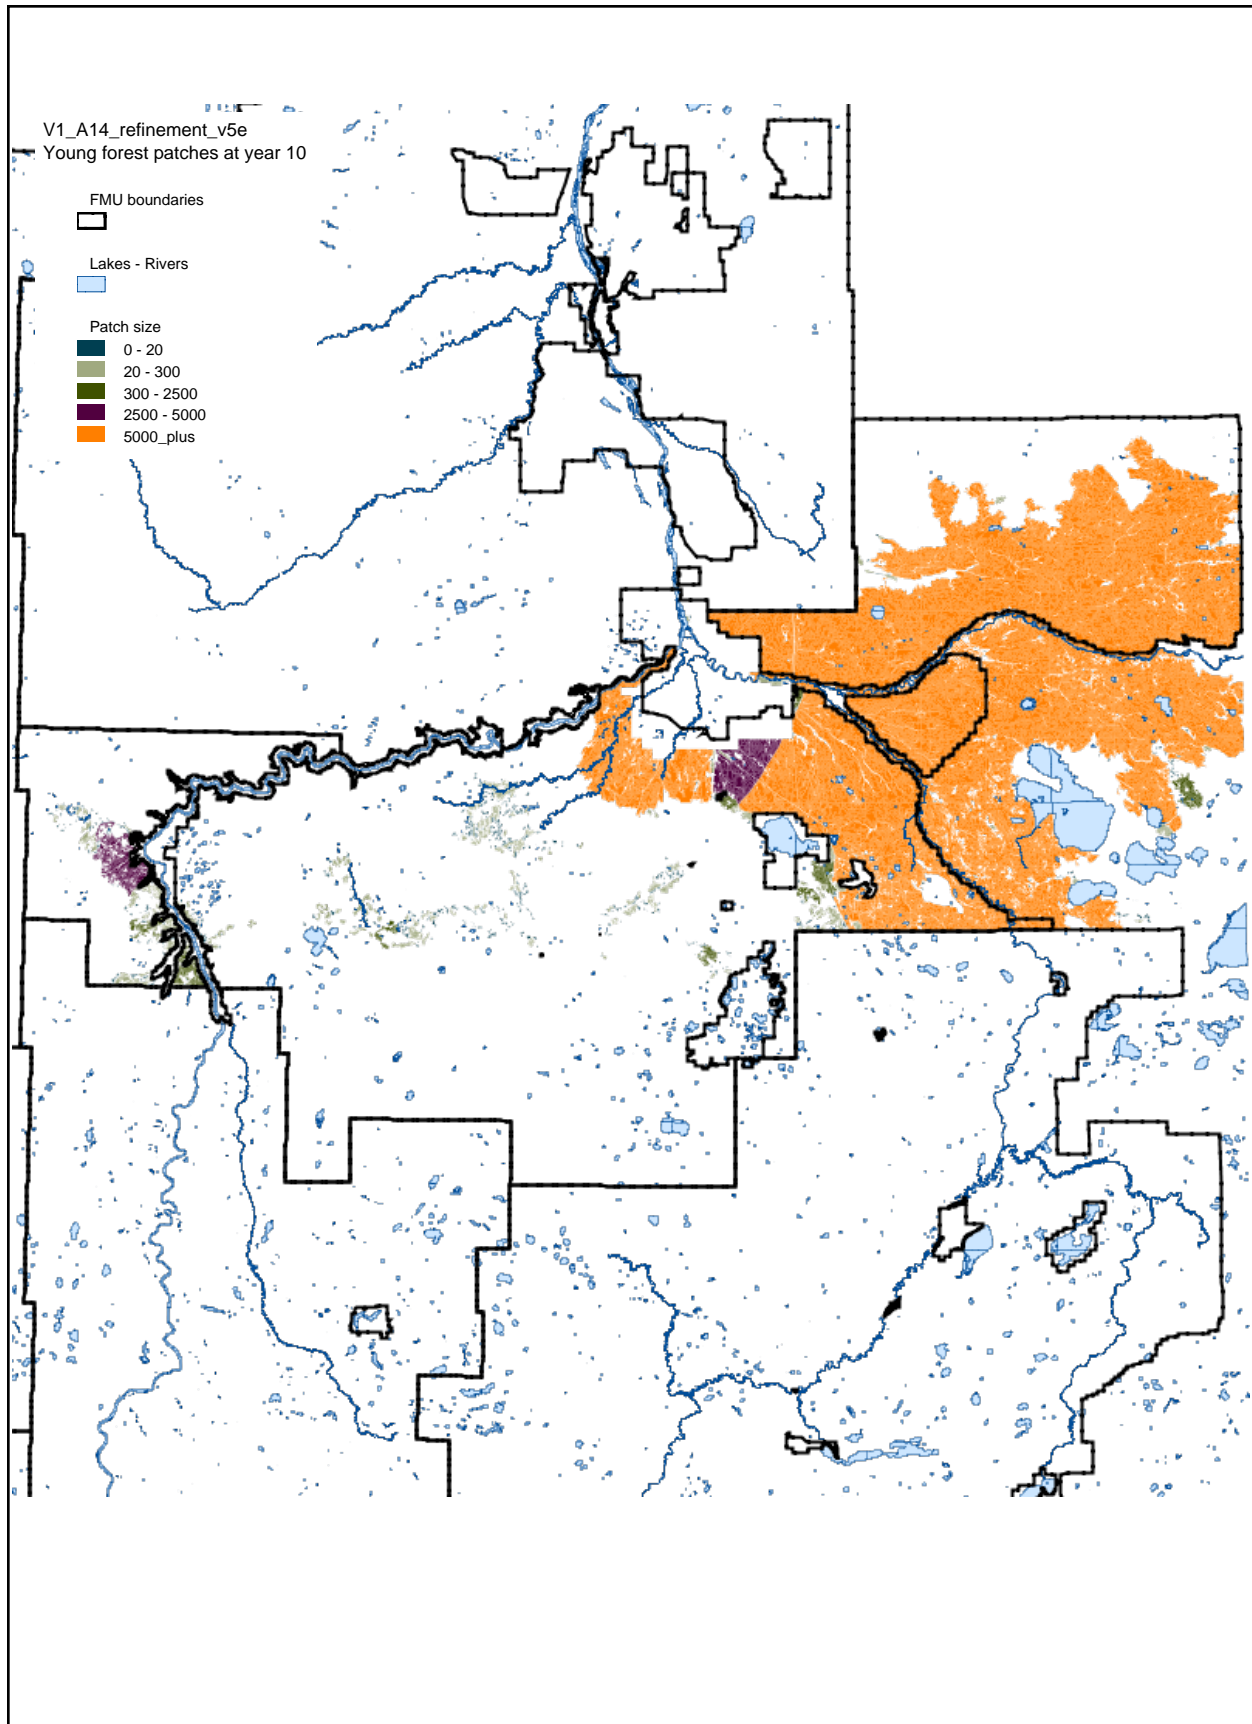 V1_A14_refinement_v5e
Young forest patches at year 10
FMU boundaries
Lakes - Rivers
Patch size
0 - 20
20 - 300
300 - 2500
2500 - 5000
5000_plus